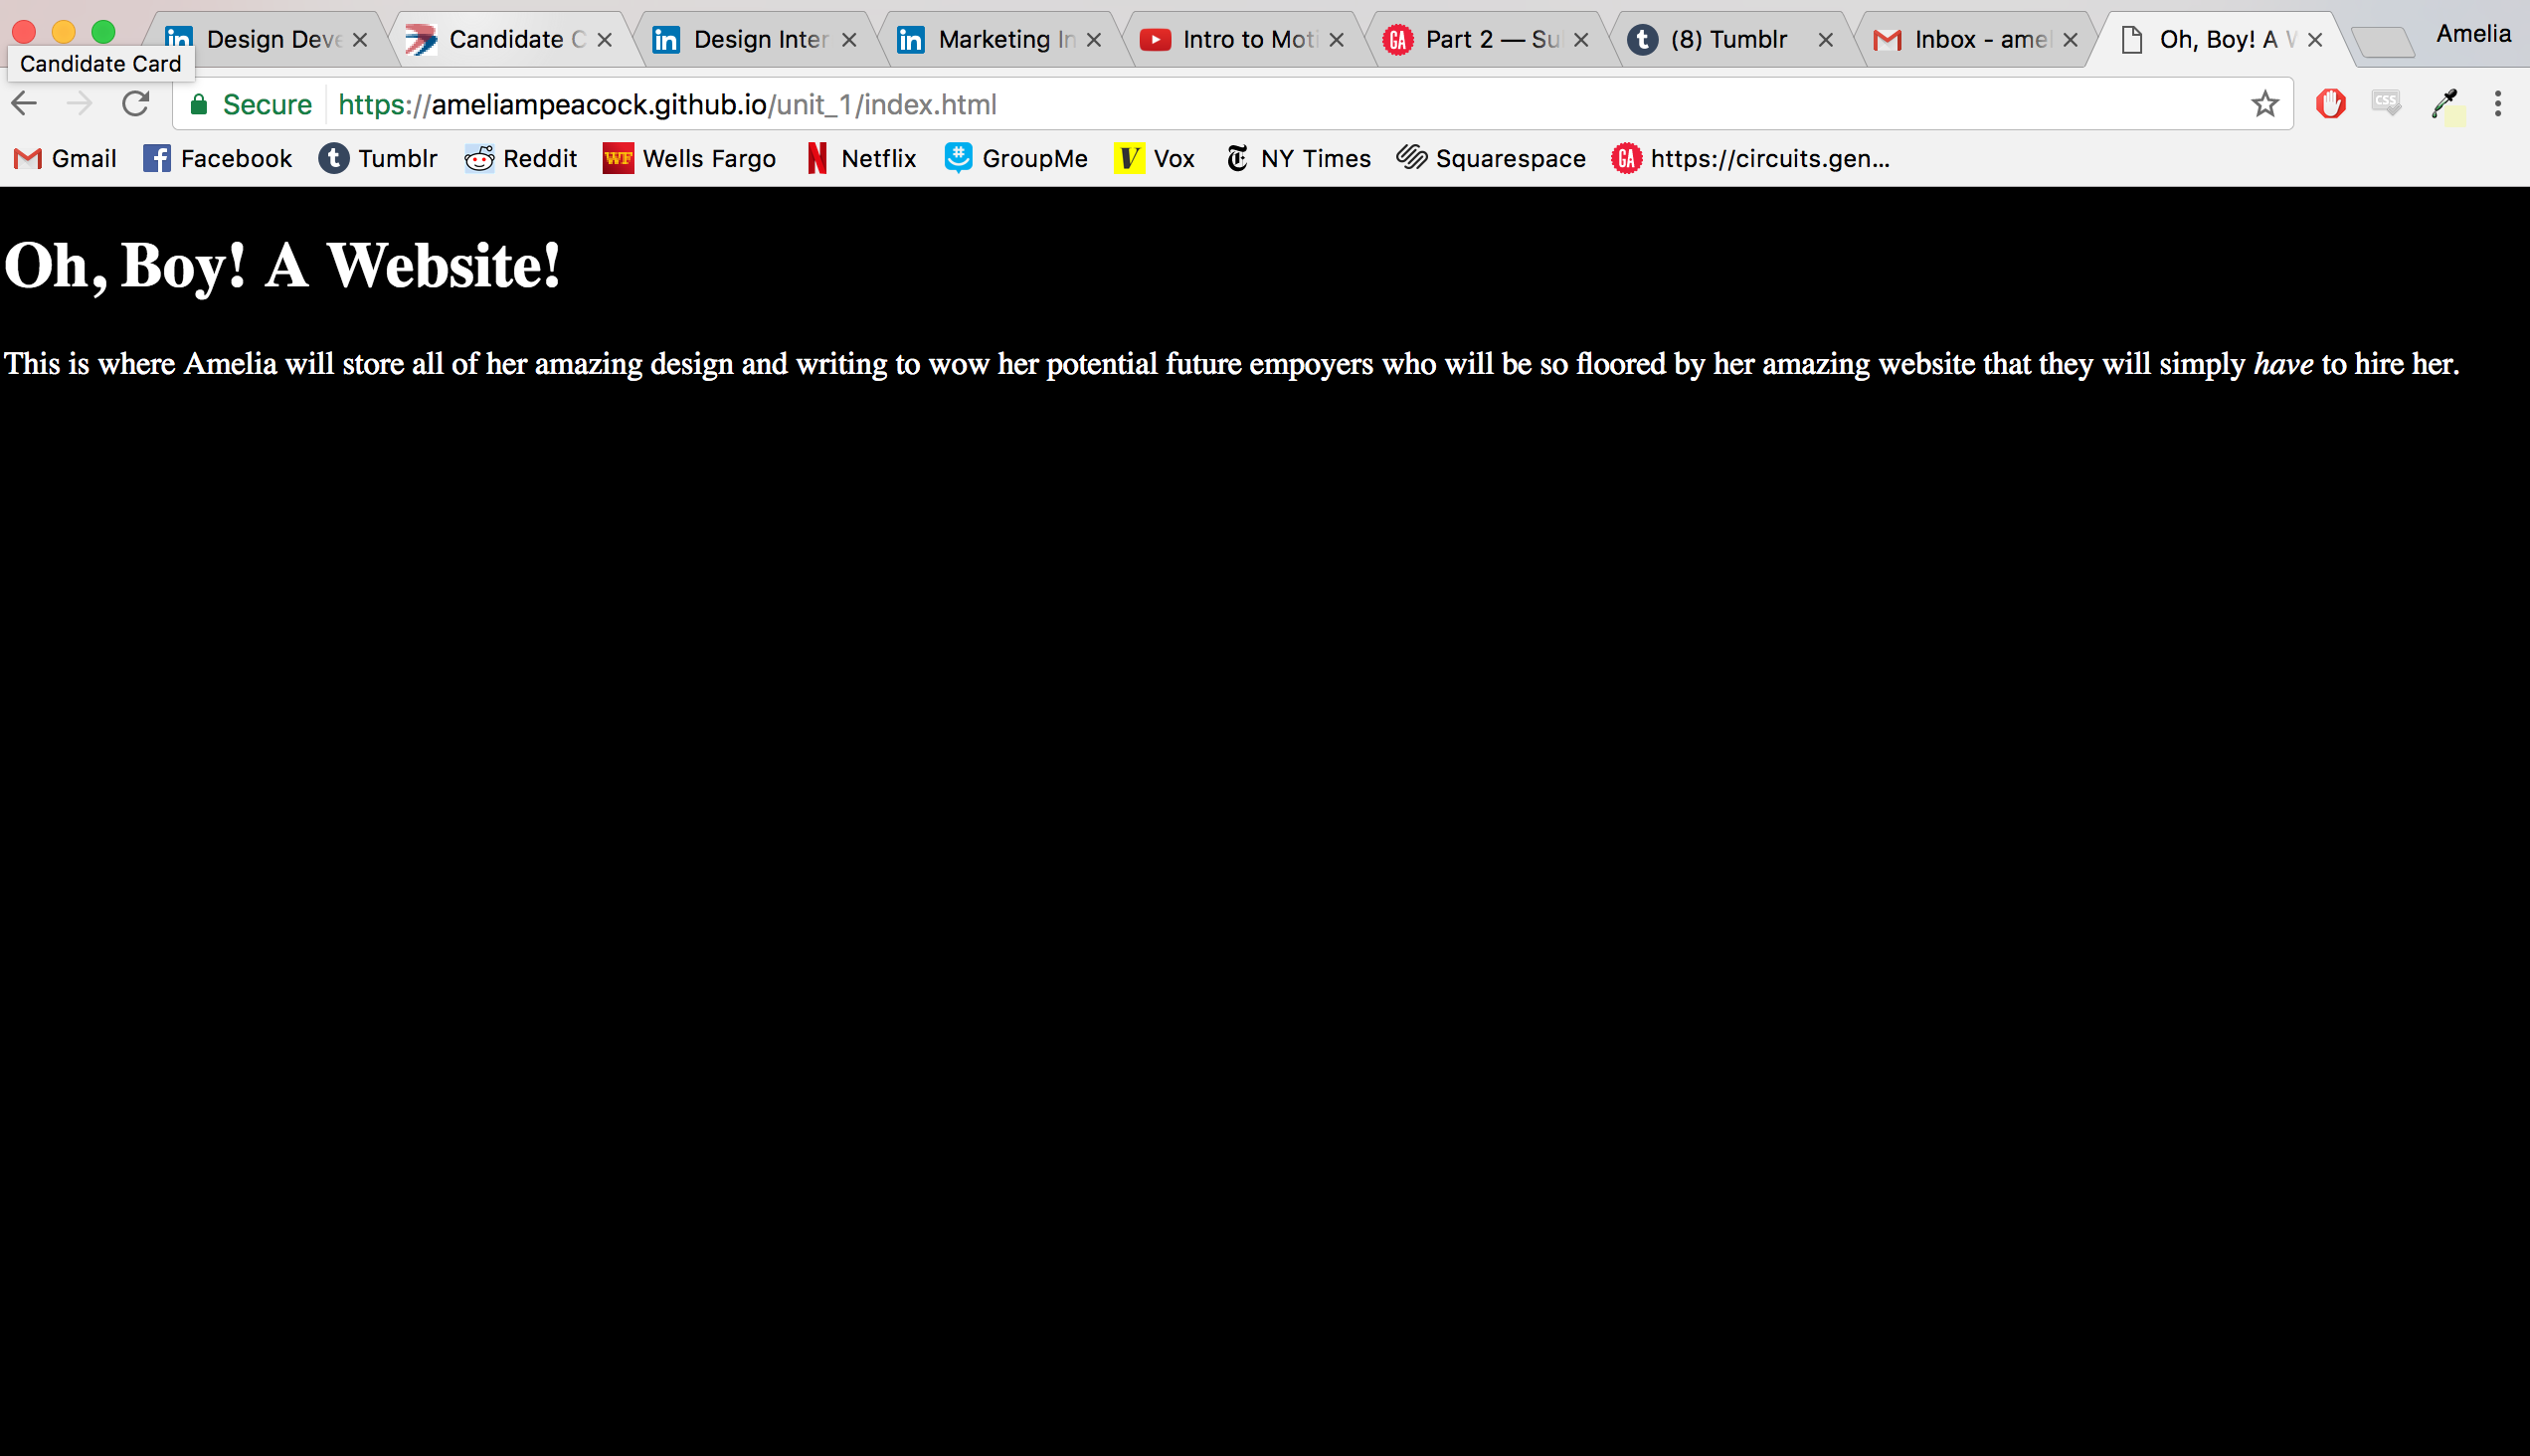 Design Deve
Candidate C
Design Inter
Marketing In
Intro to Moti
Part 2 — Su
(8) Tumblr
Inbox - amel
Oh, Boy! A W
Amelia
Candidate Card
Secure https://ameliampeacock.github.io/unit_1/index.html
Gmail Facebook Tumblr Reddit Wells Fargo Netflix GroupMe Vox NY Times Squarespace https://circuits.gen...
Oh, Boy! A Website!
This is where Amelia will store all of her amazing design and writing to wow her potential future empoyers who will be so floored by her amazing website that they will simply have to hire her.